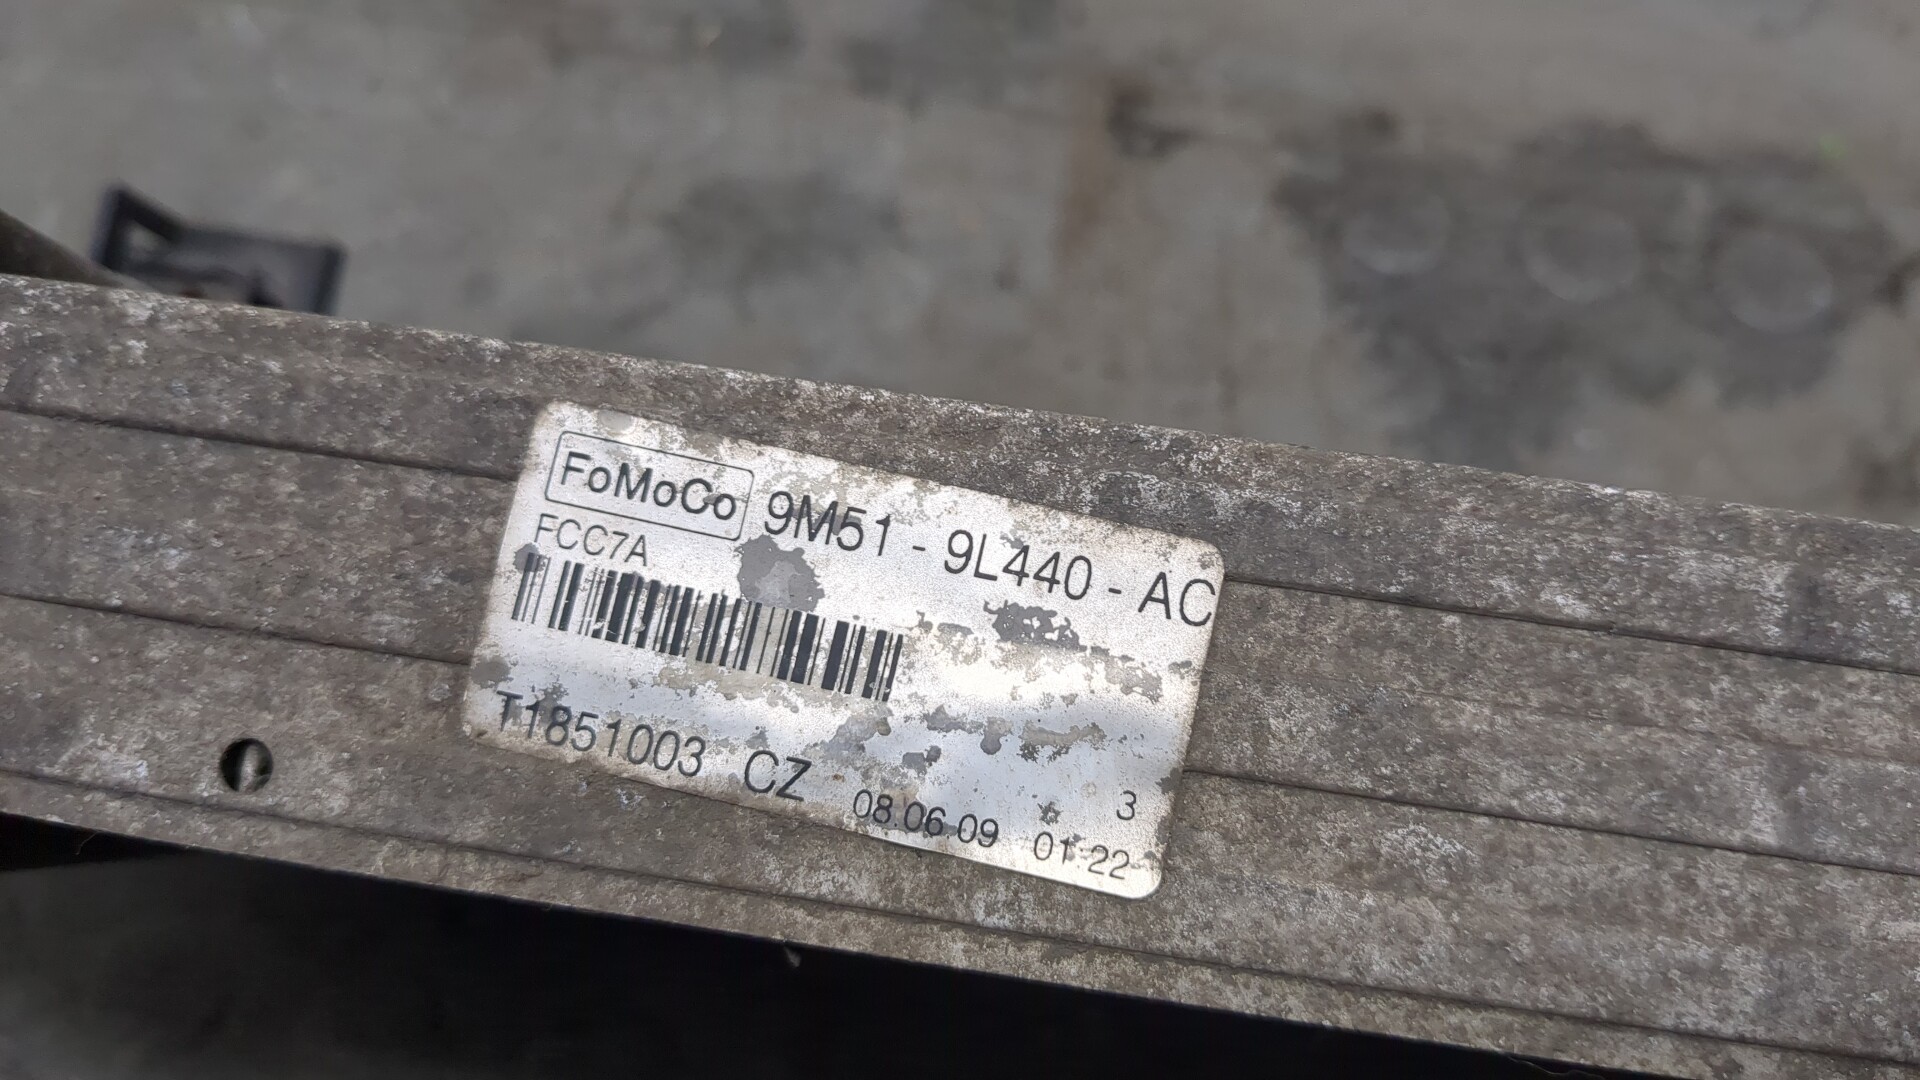 FoMoCo 9M51 - 9L440 - AC
FCC7A
T1851003 CZ
3
08.06.09 01:22